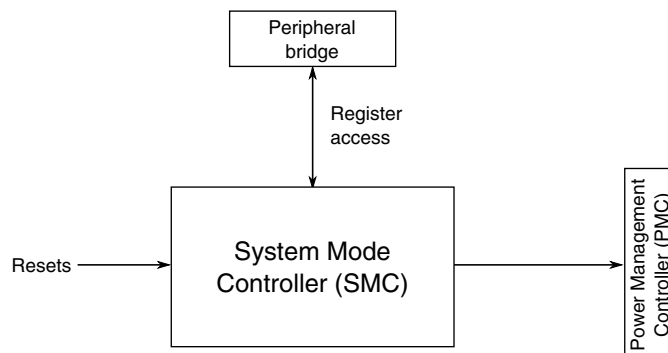 Peripheral
bridge
Register
access
Resets
System Mode
Controller (SMC)
Power Management
Controller (PMC)